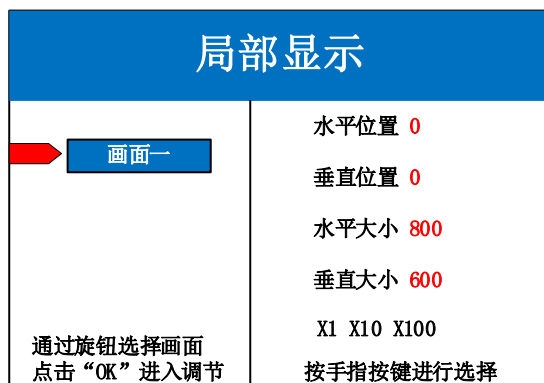 局部显示
画面一
通过旋钮选择画面
点击“OK”进入调节
水平位置 0
垂直位置 0
水平大小 800
垂直大小 600
X1 X10 X100
按手指按键进行选择